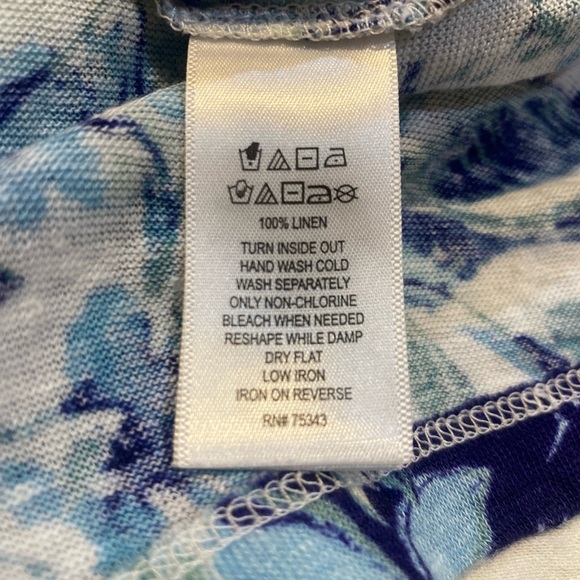 100% LINEN
TURN INSIDE OUT
HAND WASH COLD
WASH SEPARATELY
ONLY NON-CHLORINE
BLEACH WHEN NEEDED
RESHAPE WHILE DAMP
DRY FLAT
LOW IRON
IRON ON REVERSE
RN# 75343